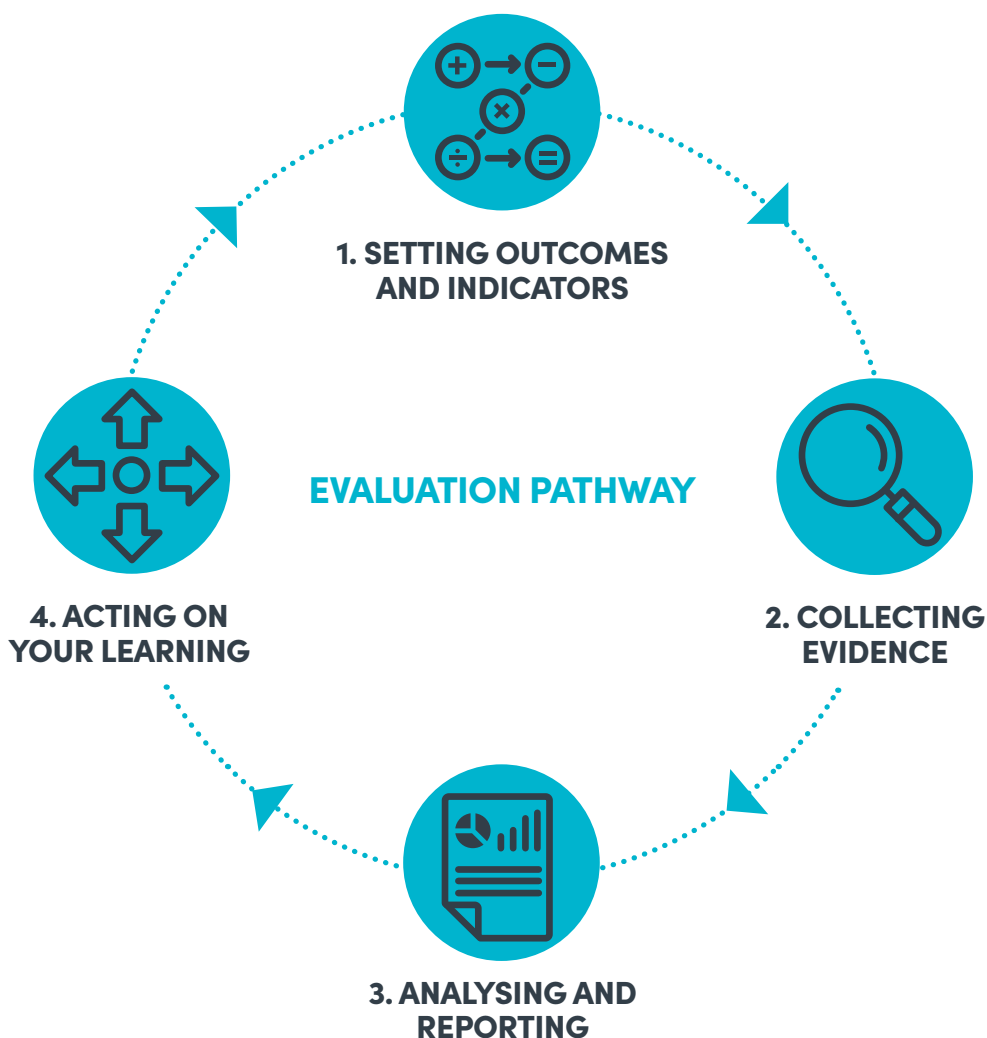 1. SETTING OUTCOMES
AND INDICATORS
EVALUATION PATHWAY
2. COLLECTING
EVIDENCE
3. ANALYSING AND
REPORTING
4. ACTING ON
YOUR LEARNING